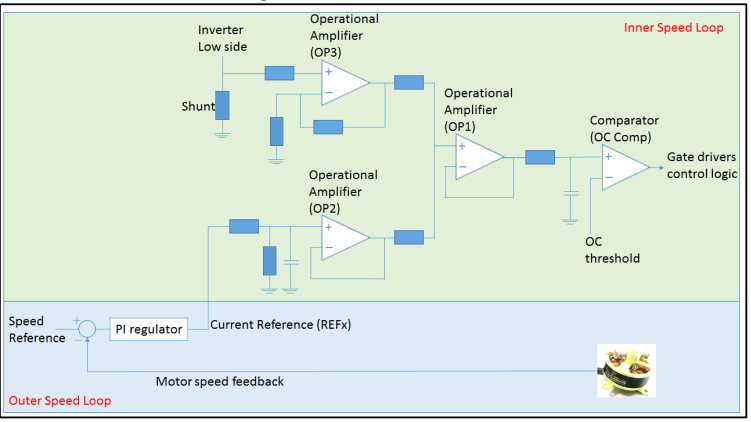 Inner Speed Loop
Inverter
Low side
Operational
Amplifier
(OP3)
+
−
Shunt
Operational
Amplifier
(OP1)
+
−
Comparator
(OC Comp)
+
−
Gate drivers
control logic
OC
threshold
Operational
Amplifier
(OP2)
+
−
Speed
Reference
+
−
PI regulator
Current Reference (REFx)
Motor speed feedback
Outer Speed Loop